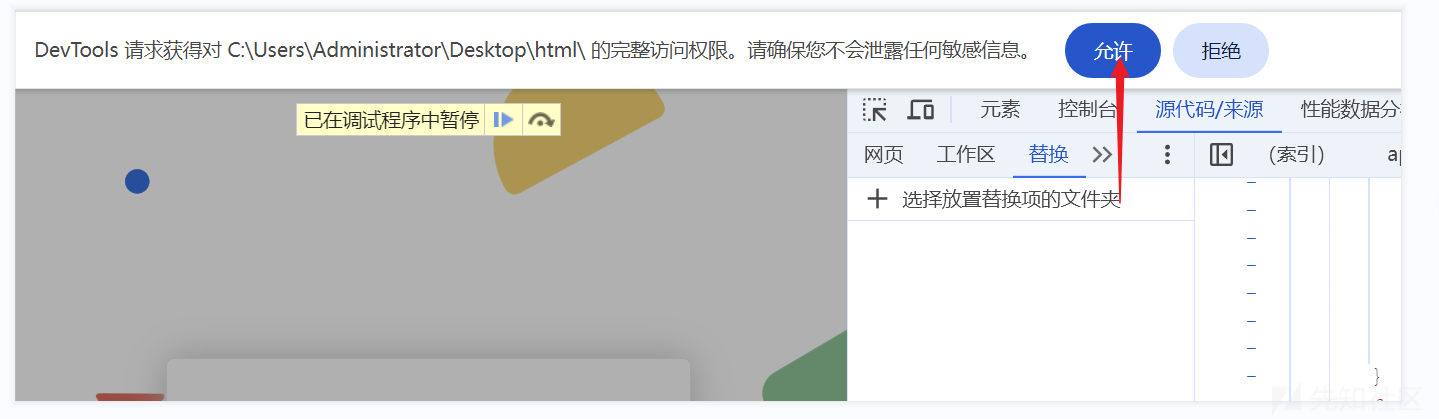 DevTools 请求获得对 C:\Users\Administrator\Desktop\html\ 的完整访问权限。请确保您不会泄露任何敏感信息。 允许 拒绝
已在调试程序中暂停
元素 控制台 源代码/来源 性能数据分析
网页 工作区 替换 (索引) ap
选择放置替换项的文件夹
}
先知社区